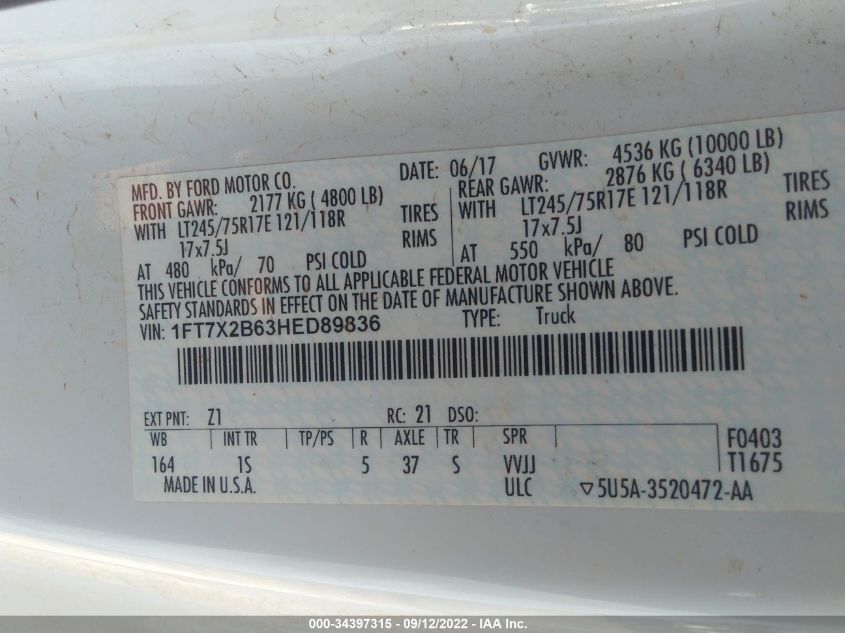 MFD. BY FORD MOTOR CO. DATE: 06/17 GVWR: 4536 KG (10000 LB)
FRONT GAWR: 2177 KG ( 4800 LB) REAR GAWR: 2876 KG ( 6340 LB)
WITH LT245/75R17E 121/118R TIRES WITH LT245/75R17E 121/118R TIRES
17x7.5J RIMS 17x7.5J RIMS
AT 480 kPa/ 70 PSI COLD AT 550 kPa/ 80 PSI COLD
THIS VEHICLE CONFORMS TO ALL APPLICABLE FEDERAL MOTOR VEHICLE
SAFETY STANDARDS IN EFFECT ON THE DATE OF MANUFACTURE SHOWN ABOVE.
VIN: 1FT7X2B63HED89836 TYPE: Truck
EXT PNT: Z1 RC: 21 DSO:
WB INT TR TP/PS R AXLE TR SPR F0403
164 1S 5 37 S VVJJ T1675
MADE IN U.S.A. ULC ▽5U5A-3520472-AA
000-34397315 - 09/12/2022 - IAA Inc.